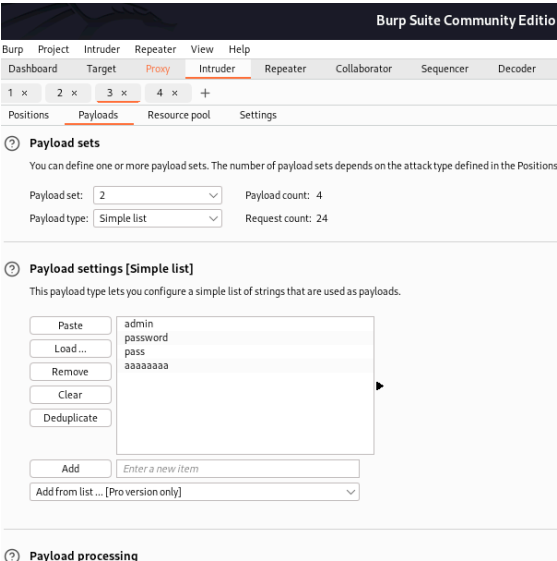 Burp Suite Community Editio
Burp Project Intruder Repeater View Help
Dashboard Target Proxy Intruder Repeater Collaborator Sequencer Decoder
1 × 2 × 3 × 4 × +
Positions Payloads Resource pool Settings
? Payload sets
You can define one or more payload sets. The number of payload sets depends on the attack type defined in the Positions
Payload set: 2 Payload count: 4
Payload type: Simple list Request count: 24
? Payload settings [Simple list]
This payload type lets you configure a simple list of strings that are used as payloads.
Paste admin
password
Load ... pass
aaaaaaaa
Remove
Clear
Deduplicate
Add Enter a new item
Add from list ... [Pro version only]
? Payload processing